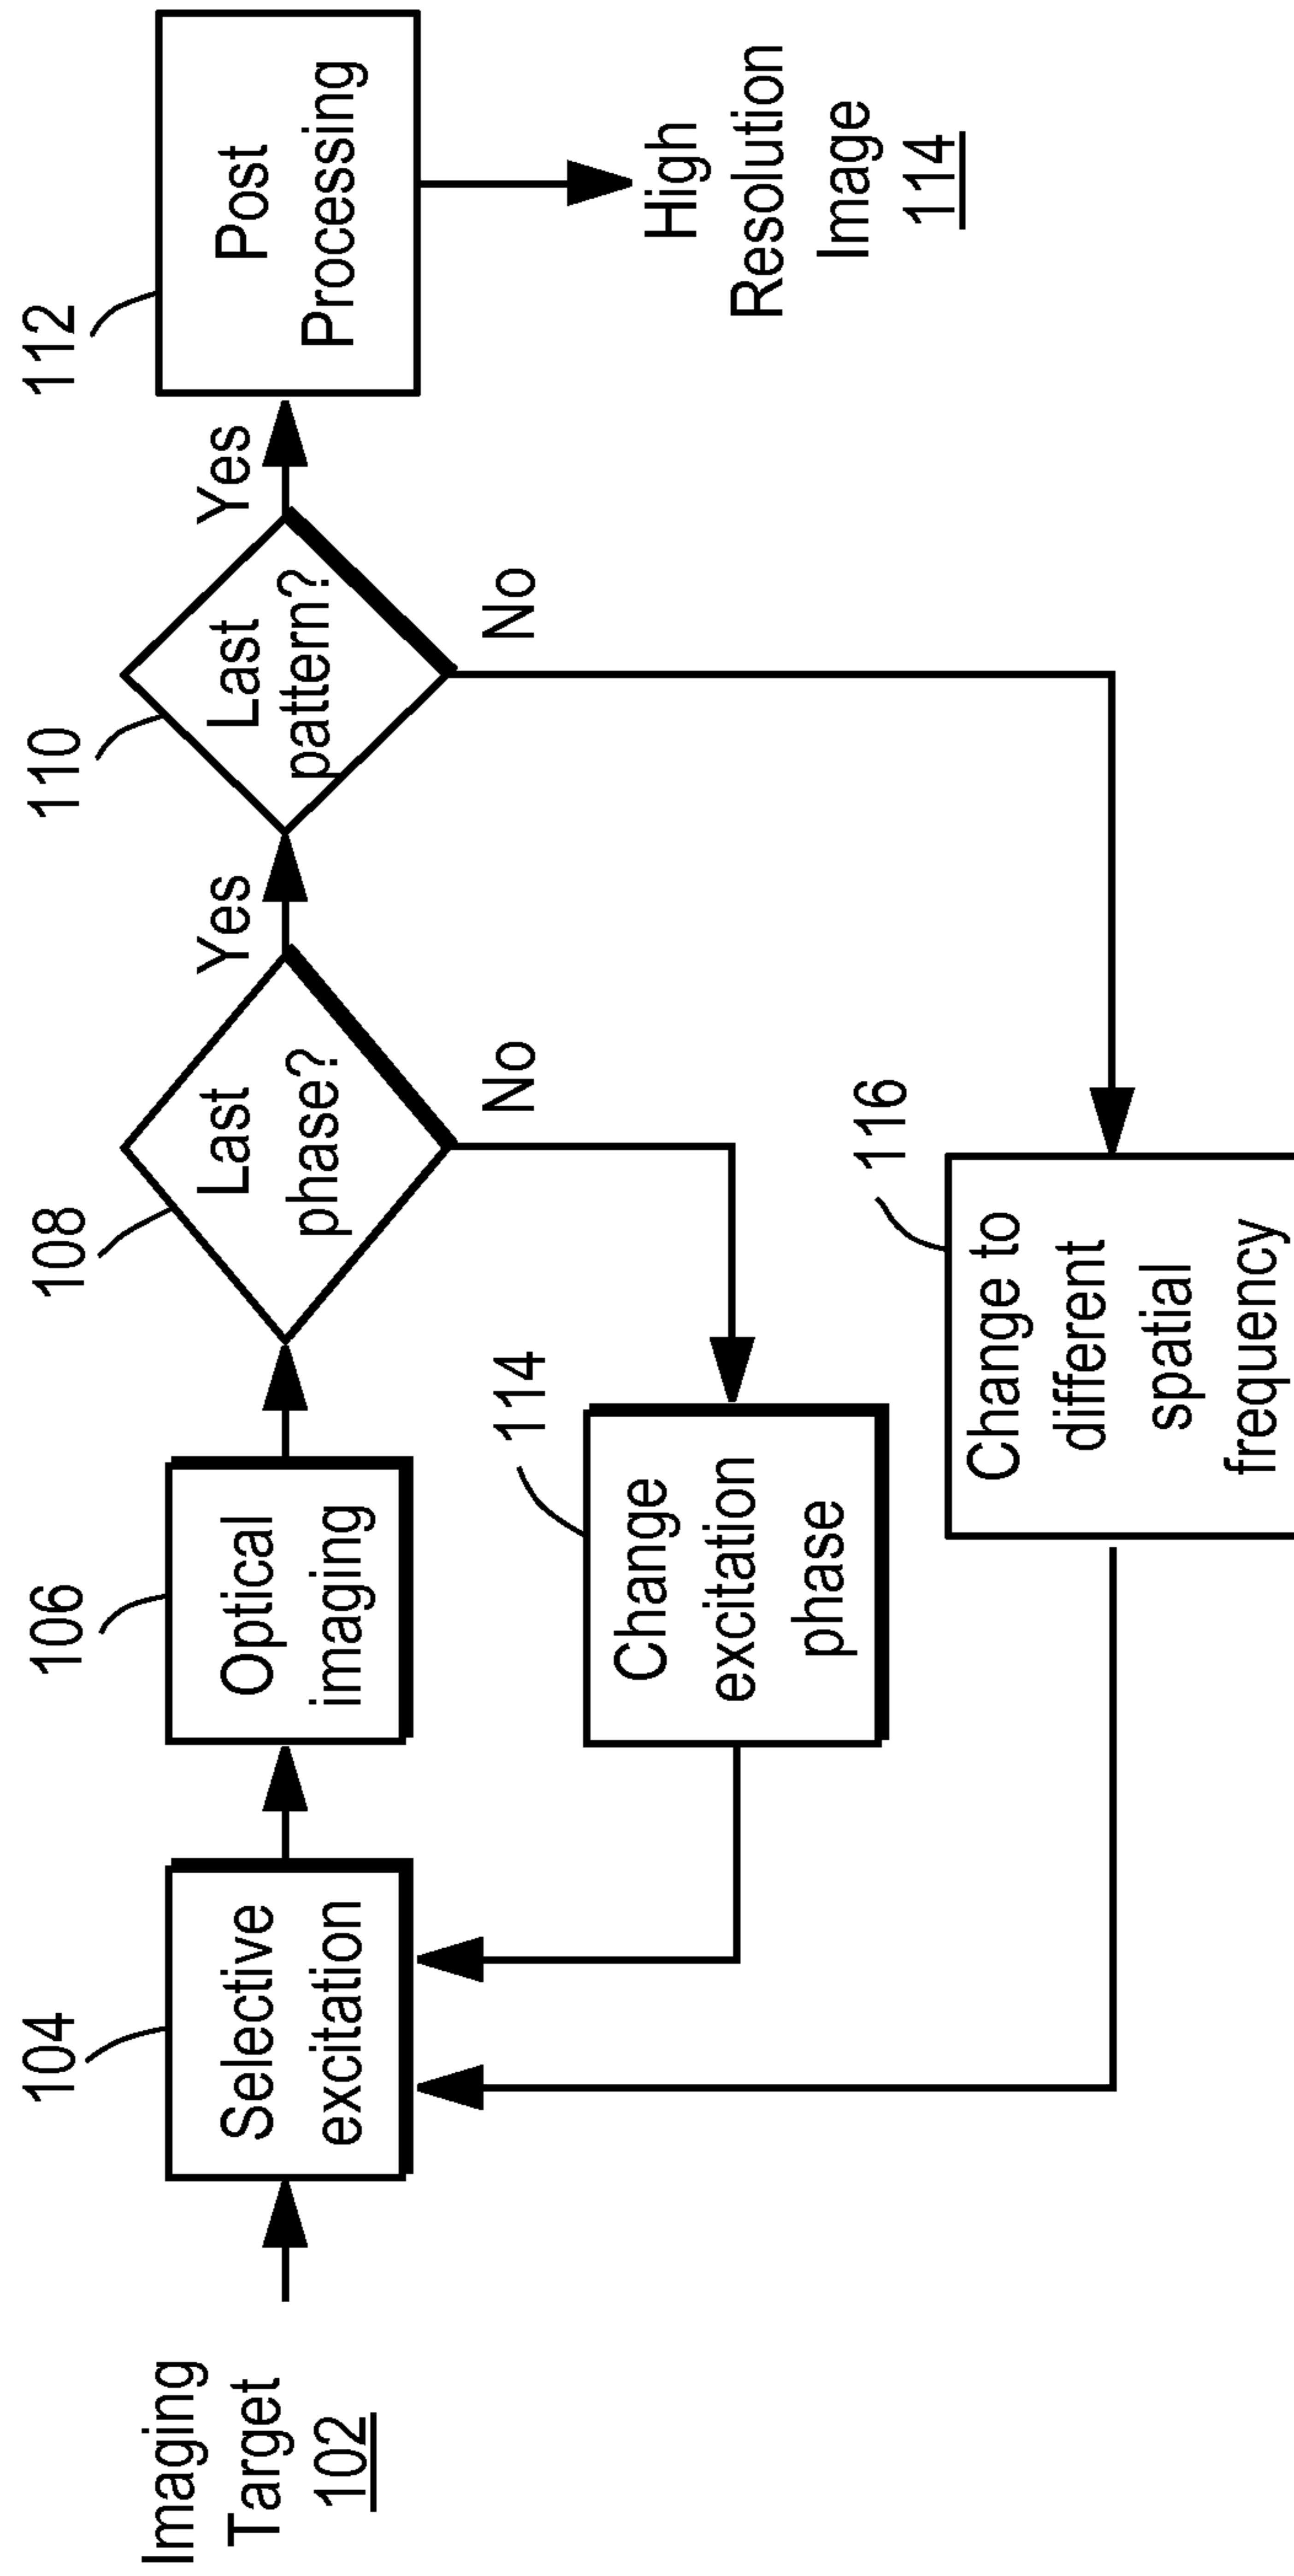 Imaging
Target
102
104
Selective
excitation
106
Optical
imaging
108
Last
phase?
Yes
No
110
Last
pattern?
Yes
No
112
Post
Processing
High
Resolution
Image
114
114
Change
excitation
phase
116
Change to
different
spatial
frequency